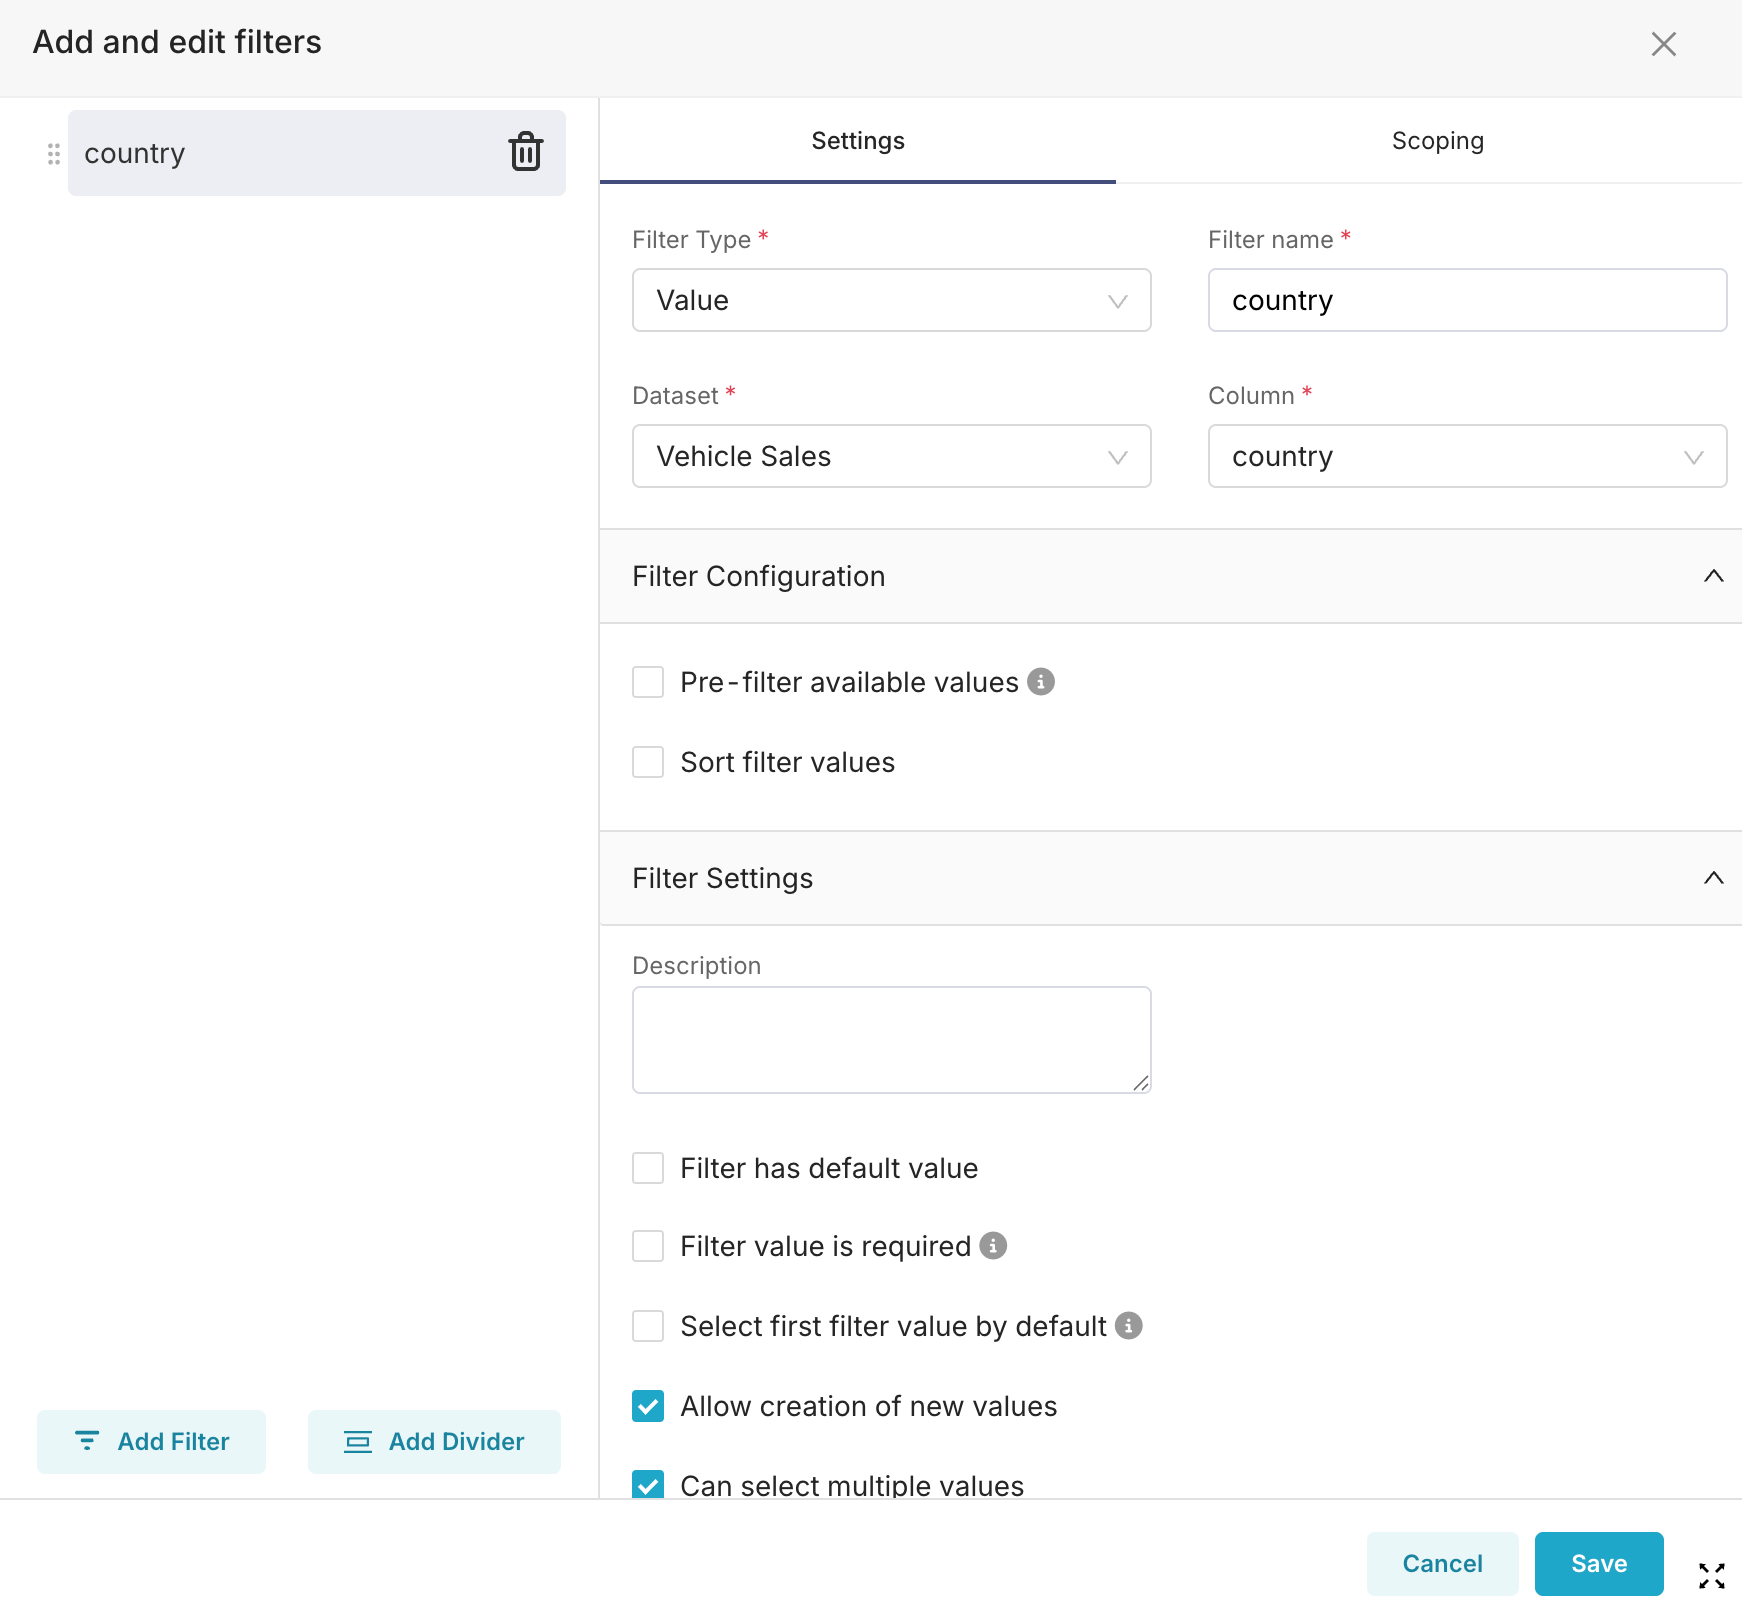 Add and edit filters
country
Settings
Scoping
Filter Type *
Filter name *
Value
country
Dataset *
Column *
Vehicle Sales
country
Filter Configuration
Pre-filter available values
Sort filter values
Filter Settings
Description
Filter has default value
Filter value is required
Select first filter value by default
Allow creation of new values
Can select multiple values
Add Filter
Add Divider
Cancel
Save